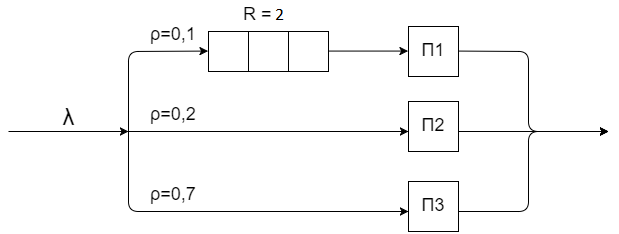 R = 2
ρ=0,1
П1
λ
ρ=0,2
П2
ρ=0,7
П3